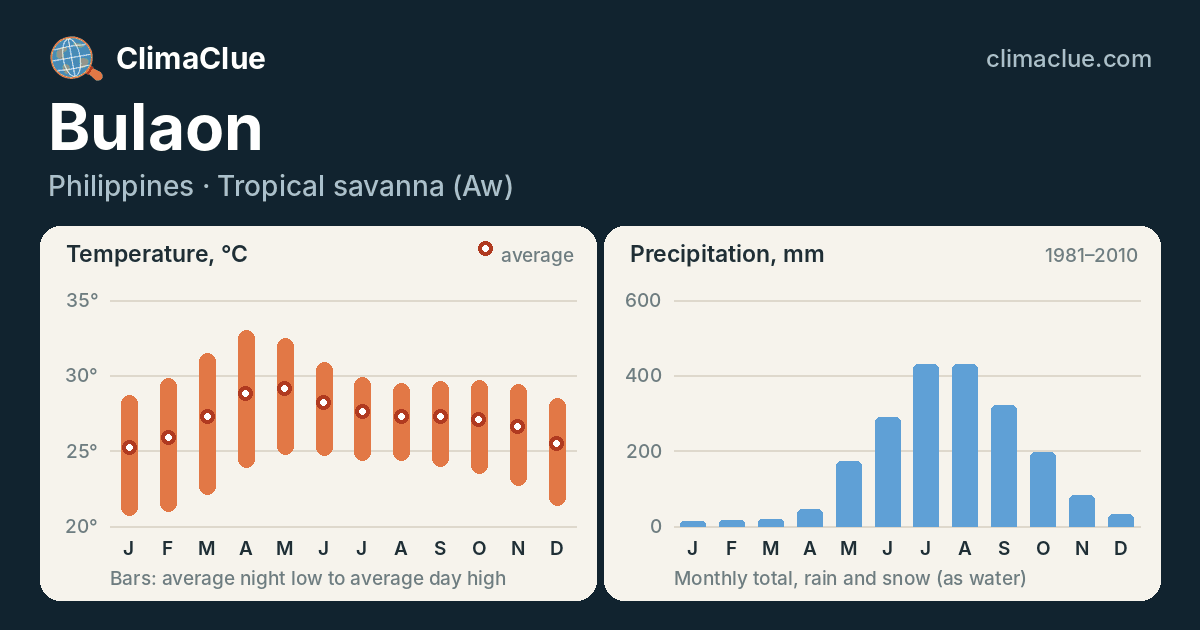 ClimaClue
climaclue.com
Bulaon
Philippines · Tropical savanna (Aw)
Temperature, °C
average
35°
30°
25°
20°
J F M A M J J A S O N D
Bars: average night low to average day high
Precipitation, mm
1981–2010
600
400
200
0
J F M A M J J A S O N D
Monthly total, rain and snow (as water)